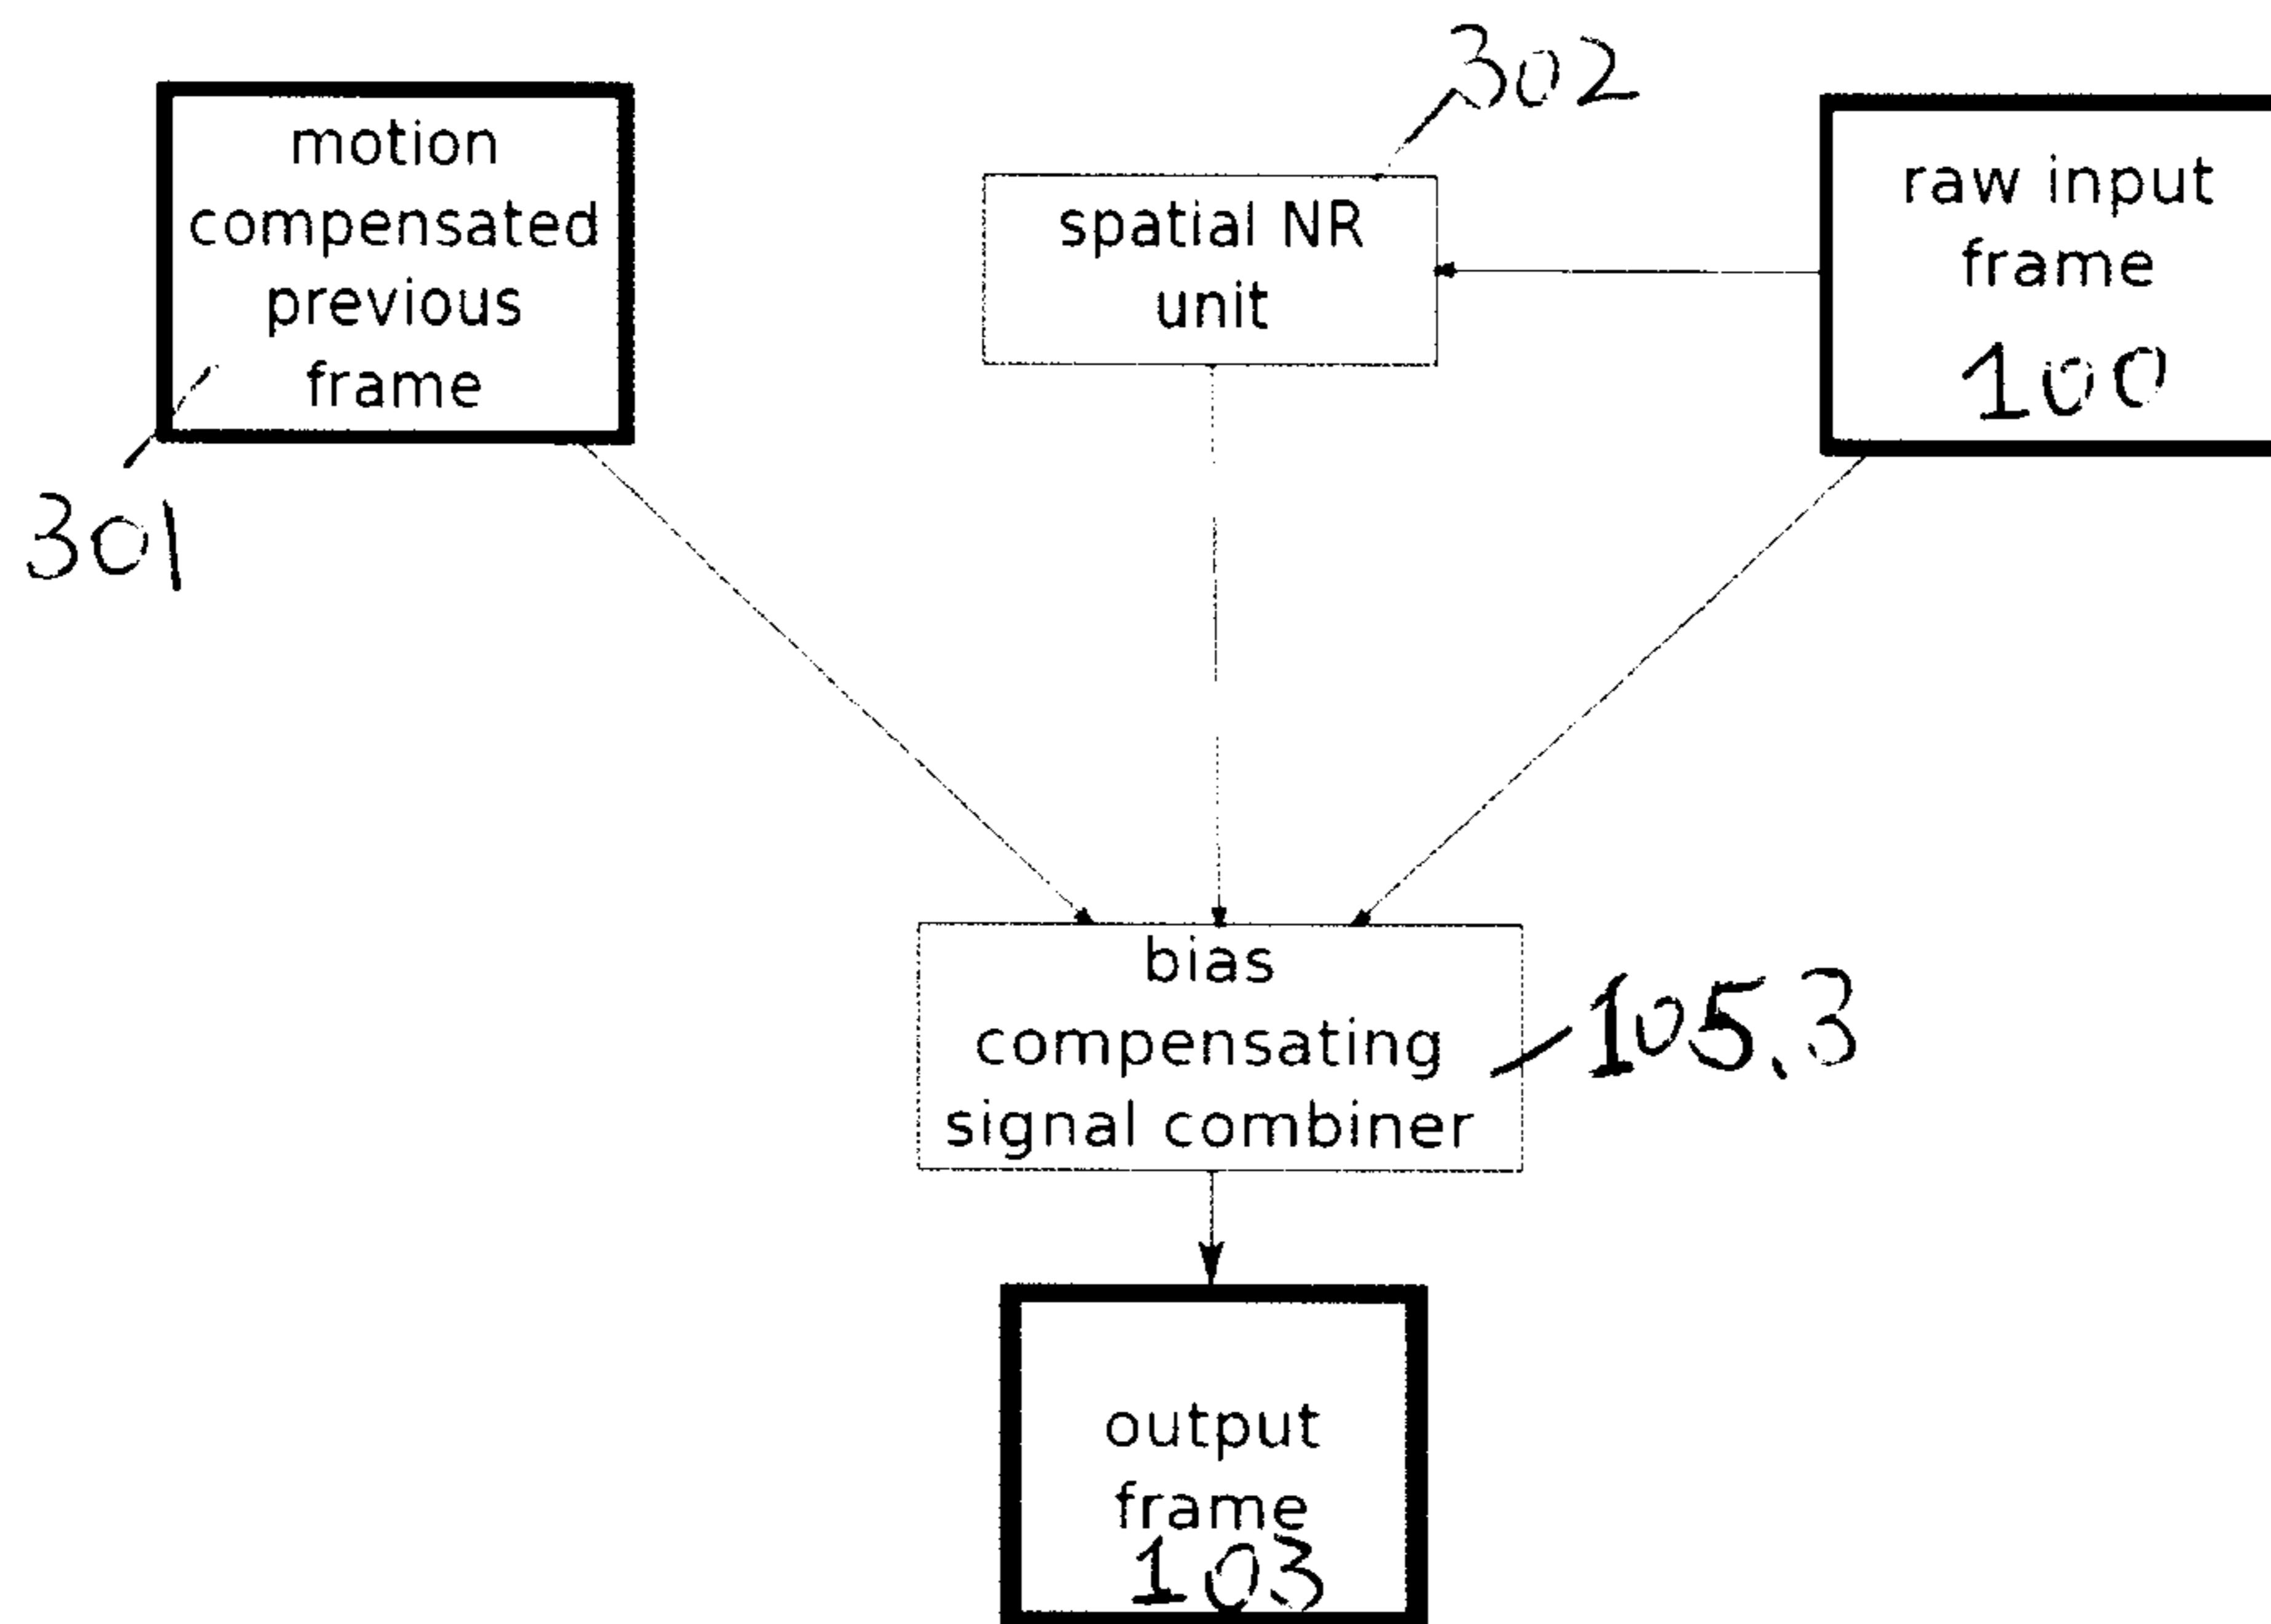 302
motion
compensated
previous
frame
301
spatial NR
unit
raw input
frame
100
bias
compensating
signal combiner
105.3
output
frame
103